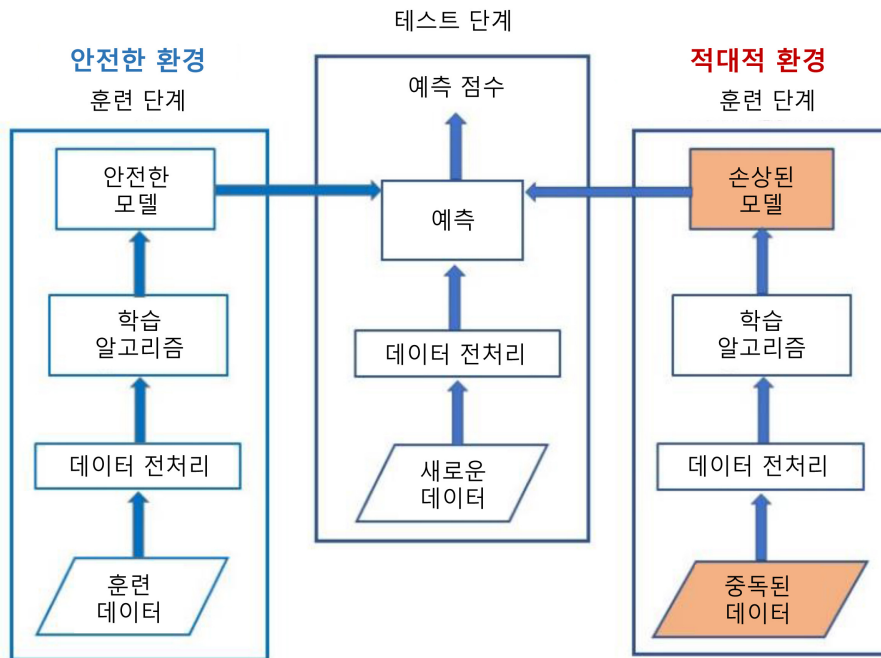 테스트 단계
안전한 환경
훈련 단계
안전한
모델
학습
알고리즘
데이터 전처리
훈련
데이터
예측 점수
예측
데이터 전처리
새로운
데이터
적대적 환경
훈련 단계
손상된
모델
학습
알고리즘
데이터 전처리
중독된
데이터